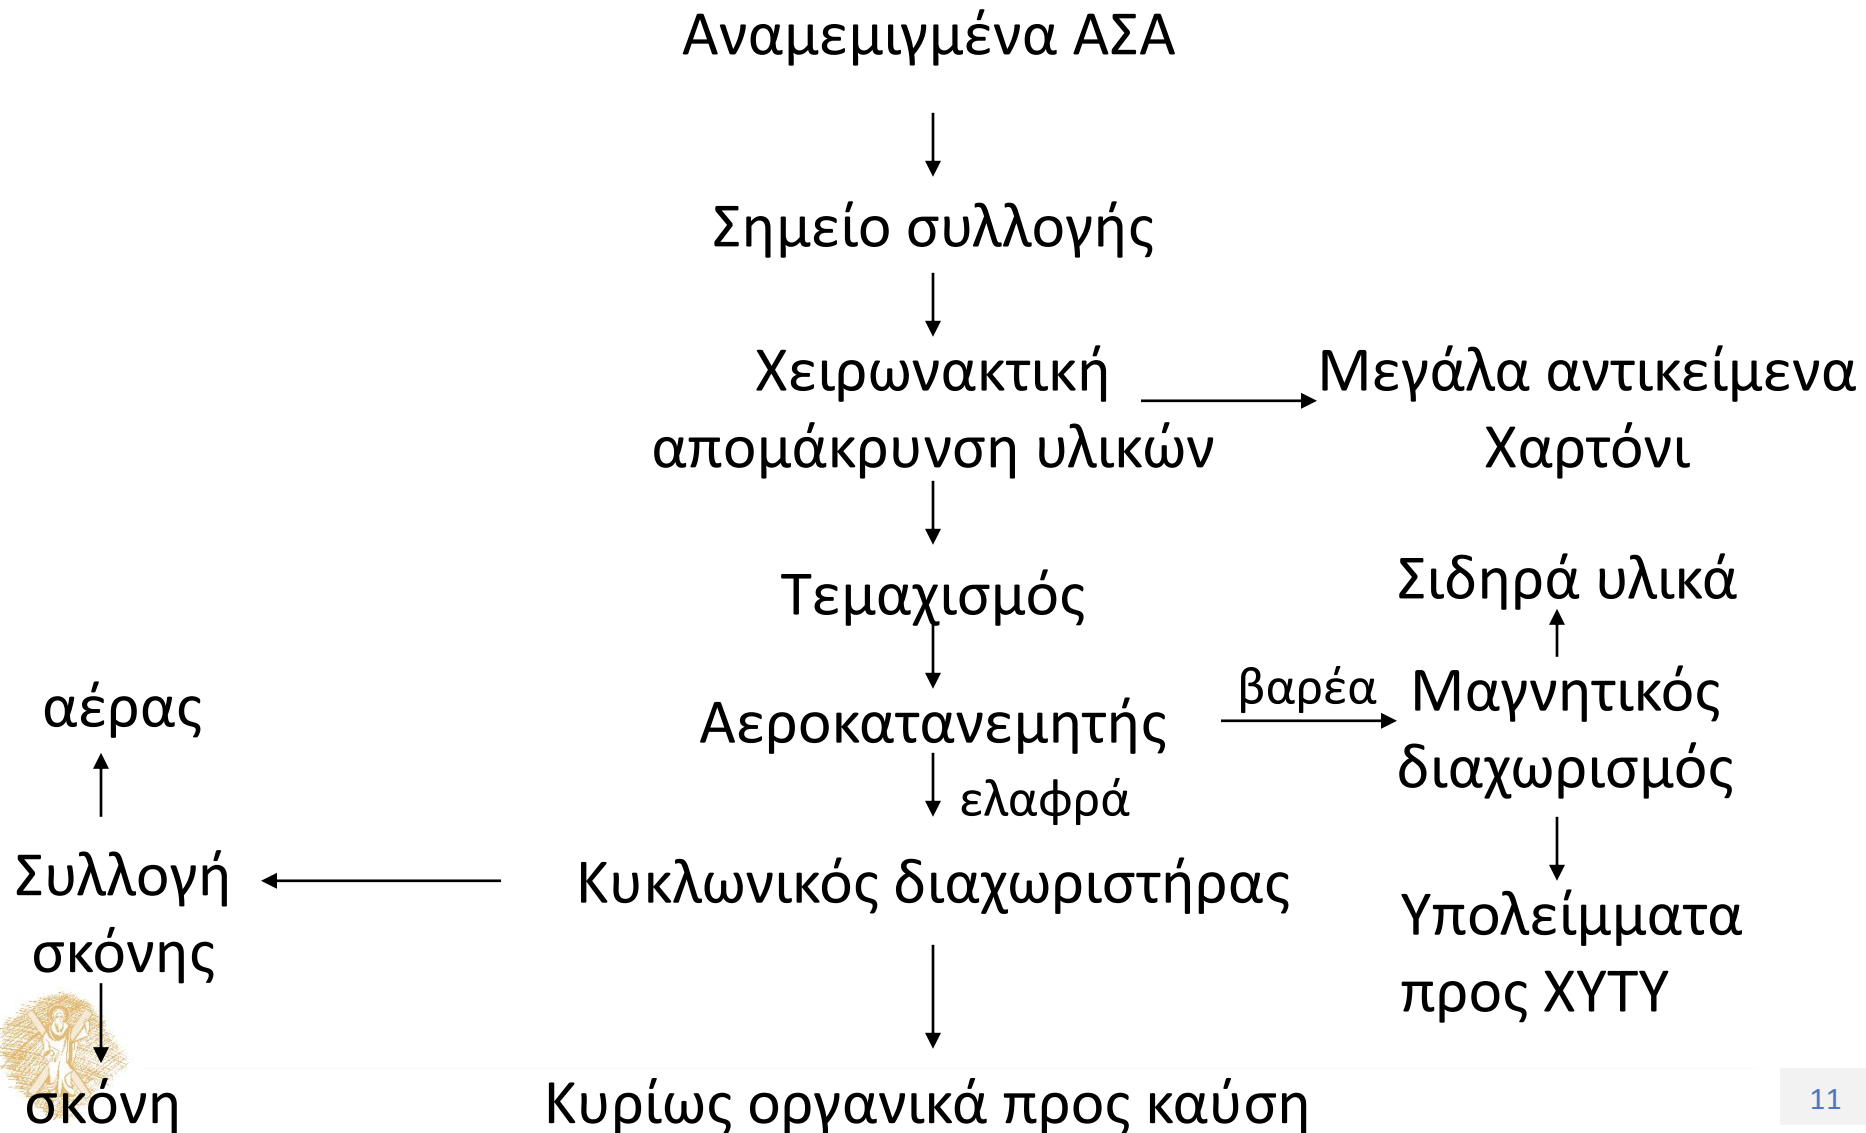 Αναμεμιγμένα ΑΣΑ
Σημείο συλλογής
Χειρωνακτική
απομάκρυνση υλικών
Μεγάλα αντικείμενα
Χαρτόνι
Τεμαχισμός
Σιδηρά υλικά
αέρας
Αεροκατανεμητής
βαρέα
Μαγνητικός
διαχωρισμός
ελαφρά
Συλλογή
σκόνης
Κυκλωνικός διαχωριστήρας
Υπολείμματα
προς ΧΥΤΥ
σκόνη
Κυρίως οργανικά προς καύση
11